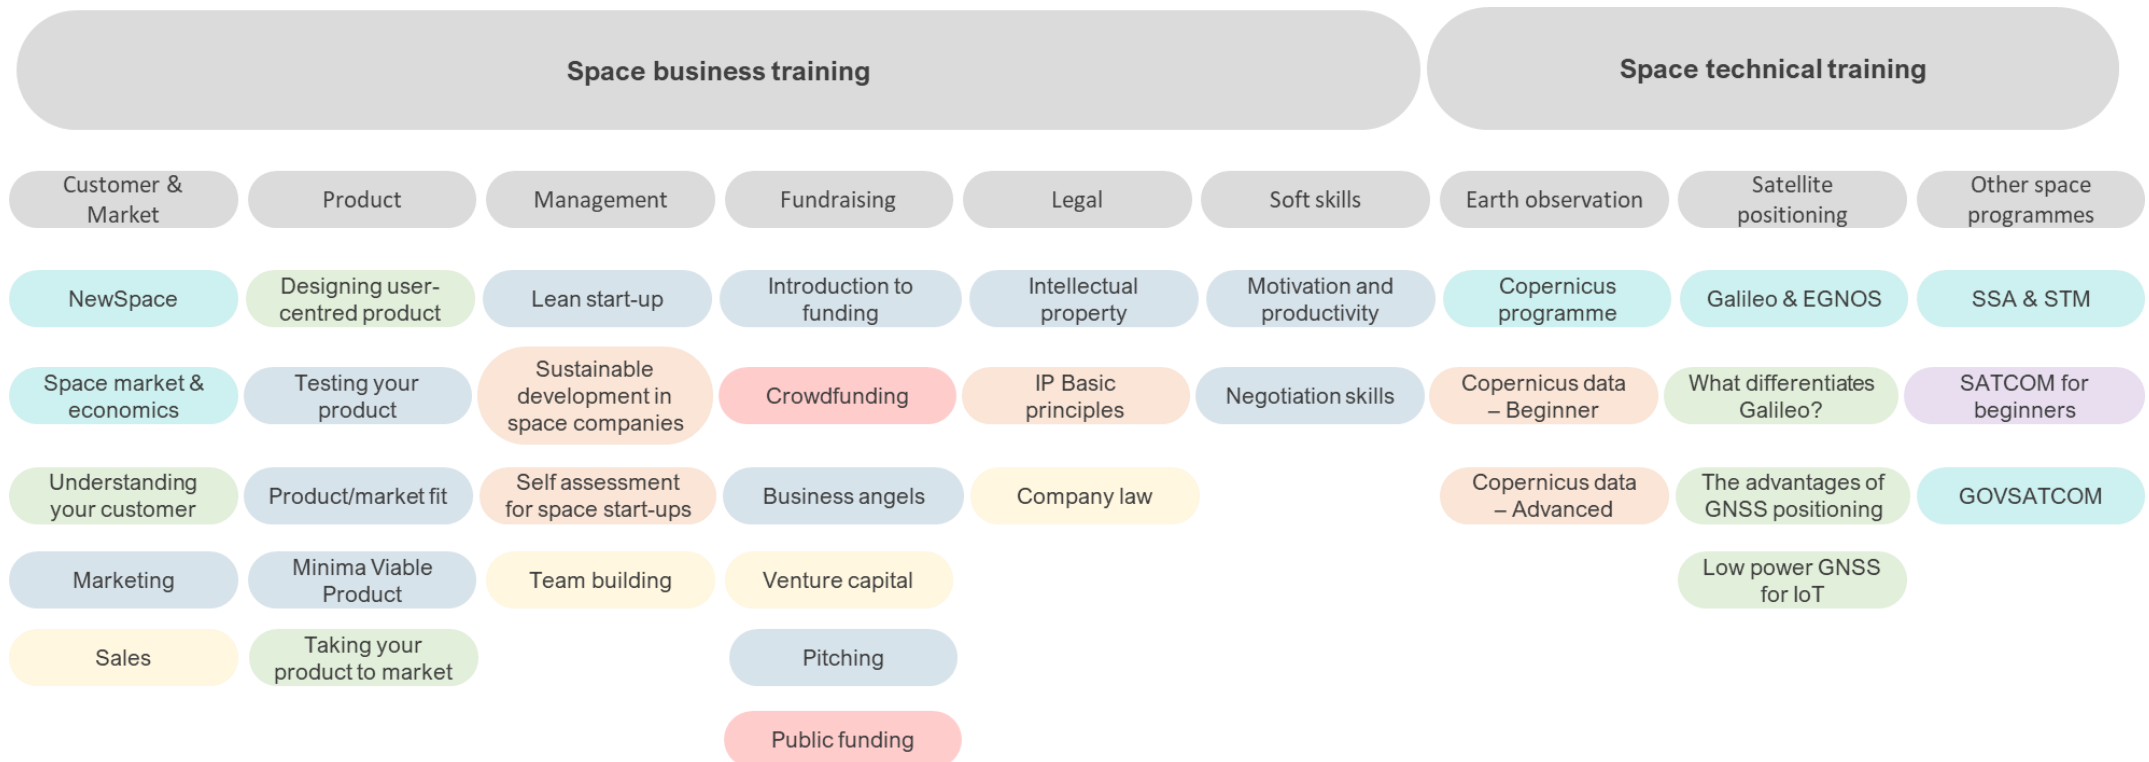 Space business training
Space technical training
Customer &
Market
Product
Management
Fundraising
Legal
Soft skills
Earth observation
Satellite
positioning
Other space
programmes
NewSpace
Designing user-
centred product
Lean start-up
Introduction to
funding
Intellectual
property
Motivation and
productivity
Copernicus
programme
Galileo & EGNOS
SSA & STM
Space market &
economics
Testing your
product
Sustainable
development in
space companies
Crowdfunding
IP Basic
principles
Negotiation skills
Copernicus data
– Beginner
What differentiates
Galileo?
SATCOM for
beginners
Understanding
your customer
Product/market fit
Self assessment
for space start-ups
Business angels
Company law
Copernicus data
– Advanced
The advantages of
GNSS positioning
GOVSATCOM
Marketing
Minima Viable
Product
Team building
Venture capital
Low power GNSS
for IoT
Sales
Taking your
product to market
Pitching
Public funding